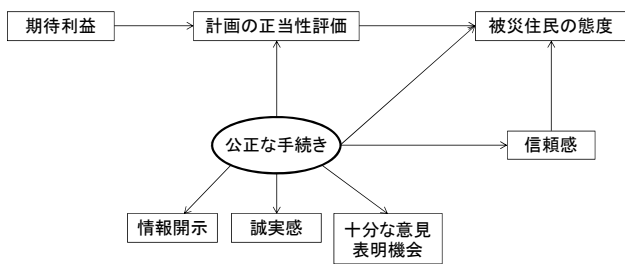 期待利益
計画の正当性評価
被災住民の態度
公正な手続き
信頼感
情報開示
誠実感
十分な意見
表明機会